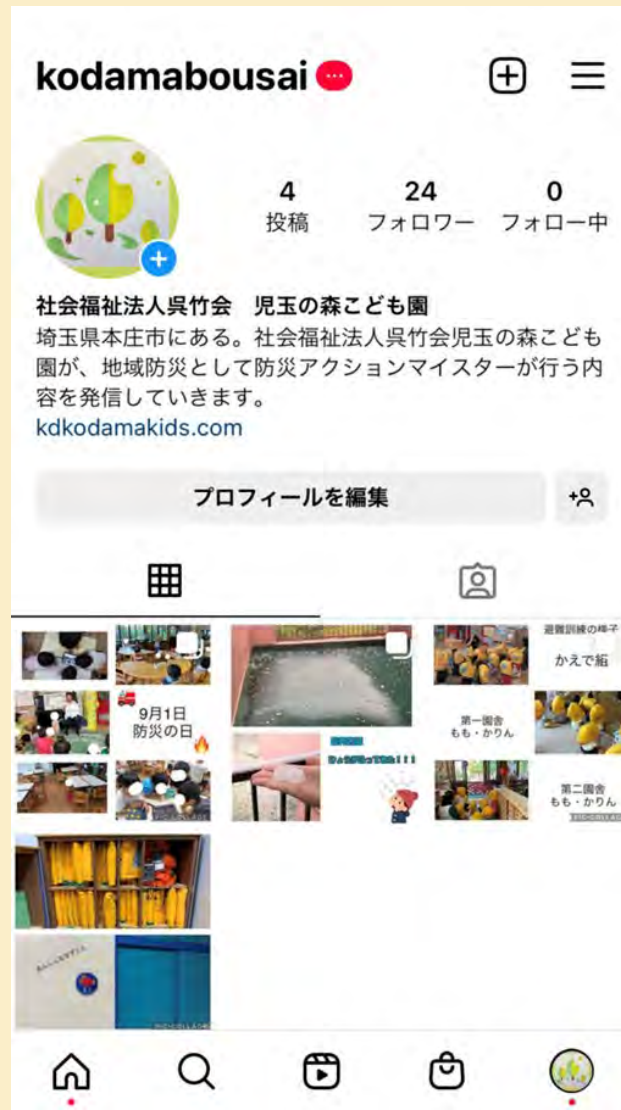 kodamabousai
4 24 0
投稿 フォロワー フォロー中
社会福祉法人呉竹会 児玉の森こども園
埼玉県本庄市にある。社会福祉法人呉竹会児玉の森こども
園が、地域防災として防災アクションマイスターが行う内
容を発信していきます。
kdkodamakids.com
プロフィールを編集
9月1日
防災の日
避難訓練の様子
かえで組
第一園舎
もも・かりん
第二園舎
もも・かりん